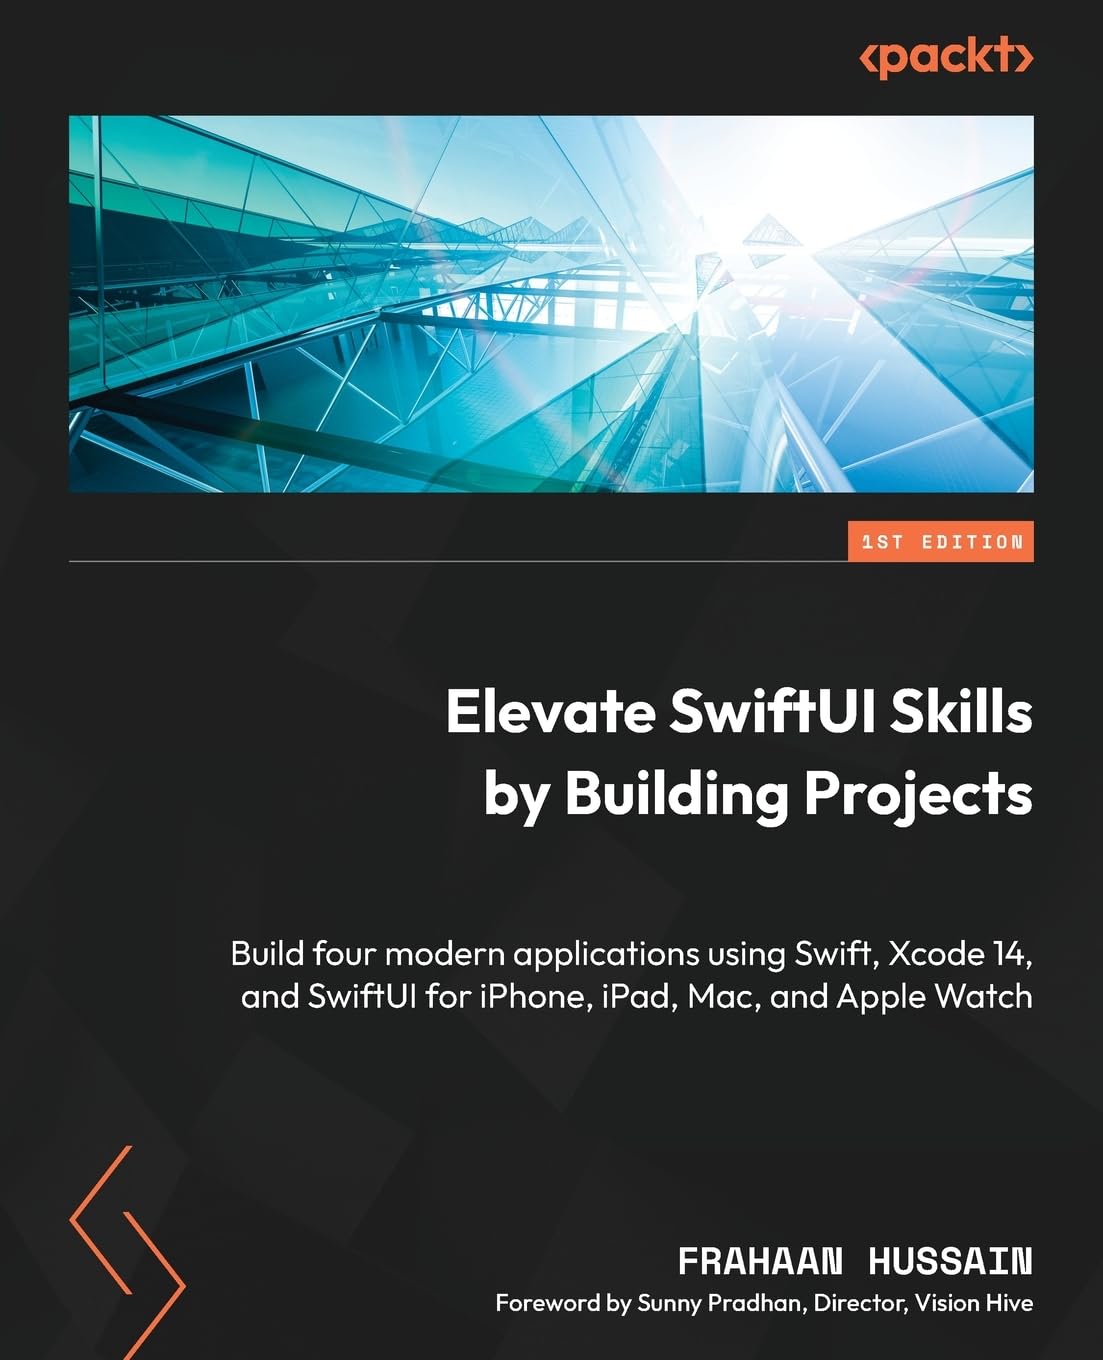 <packt>
1ST EDITION
Elevate SwiftUI Skills
by Building Projects
Build four modern applications using Swift, Xcode 14,
and SwiftUI for iPhone, iPad, Mac, and Apple Watch
FRAHAAN HUSSAIN
Foreword by Sunny Pradhan, Director, Vision Hive